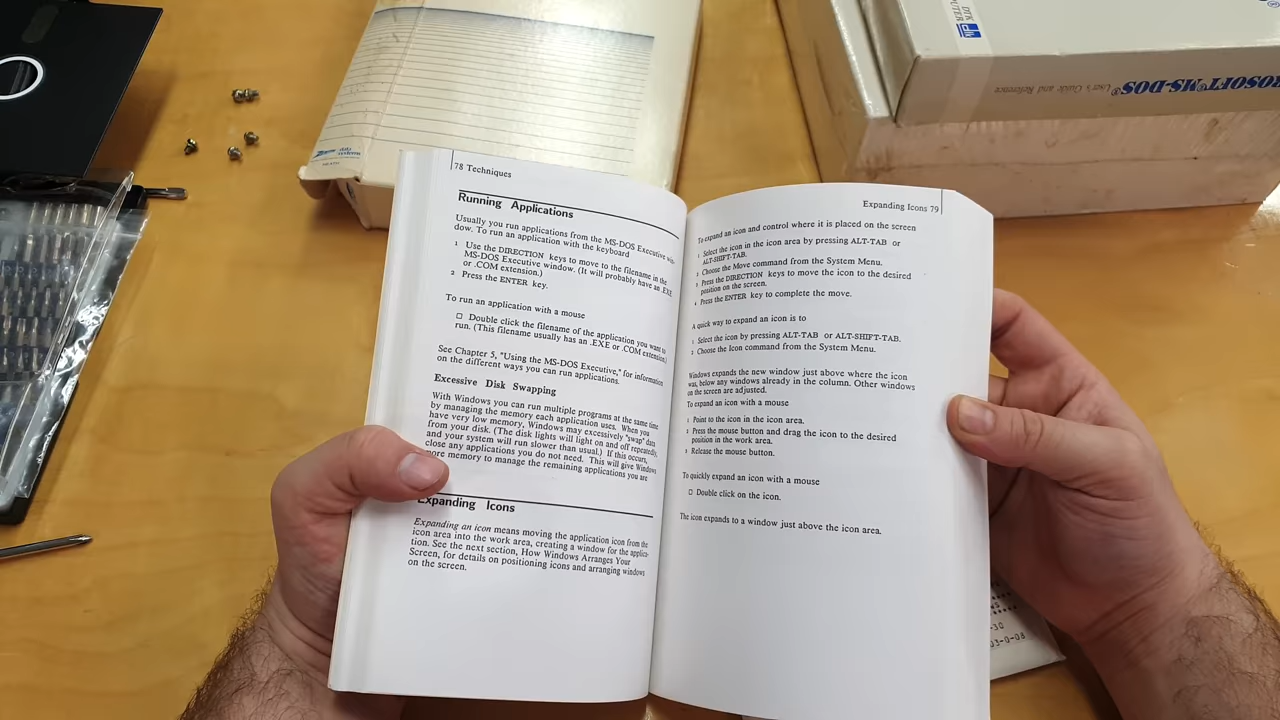 78 Techniques
Running Applications
Usually you run applications from the MS-DOS Executive win-
dow. To run an application with the keyboard
1 Use the DIRECTION keys to move to the filename in the
MS-DOS Executive window. (It will probably have an .EXE
or .COM extension.)
2 Press the ENTER key.
To run an application with a mouse
□ Double click the filename of the application you want to
run. (This filename usually has an .EXE or .COM extension.)
See Chapter 5, "Using the MS-DOS Executive," for information
on the different ways you can run applications.
Excessive Disk Swapping
With Windows you can run multiple programs at the same time
by managing the memory each application uses. When you
have very low memory, Windows may excessively "swap" data
from your disk. (The disk lights will light on and off repeatedly,
and your system will run slower than usual.) If this occurs,
close any applications you do not need. This will give Windows
more memory to manage the remaining applications you are
Expanding Icons
Expanding an icon means moving the application icon from the
icon area into the work area, creating a window for the applica-
tion. See the next section, How Windows Arranges Your
Screen, for details on positioning icons and arranging windows
on the screen.
Expanding Icons 79
To expand an icon and control where it is placed on the screen
1 Select the icon in the icon area by pressing ALT-TAB or
ALT-SHIFT-TAB.
2 Choose the Move command from the System Menu.
3 Press the DIRECTION keys to move the icon to the desired
position on the screen.
4 Press the ENTER key to complete the move.
A quick way to expand an icon is to
1 Select the icon by pressing ALT-TAB or ALT-SHIFT-TAB.
2 Choose the Icon command from the System Menu.
Windows expands the new window just above where the icon
was, below any windows already in the column. Other windows
on the screen are adjusted.
To expand an icon with a mouse
1 Point to the icon in the icon area.
2 Press the mouse button and drag the icon to the desired
position in the work area.
3 Release the mouse button.
To quickly expand an icon with a mouse
□ Double click on the icon.
The icon expands to a window just above the icon area.
data
systems
ROSOFT® MS-DOS®
User's Guide and Reference
DTK
UTER
-30
03-0-08